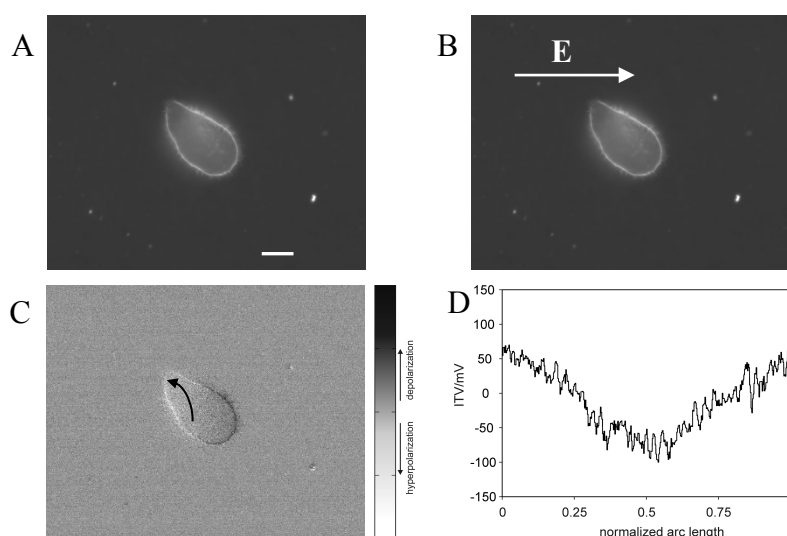 A
B
E
C
depolarization
hyperpolarization
D
150
100
50
0
-50
-100
-150
ITV/mV
0
0.25
0.5
0.75
normalized arc length